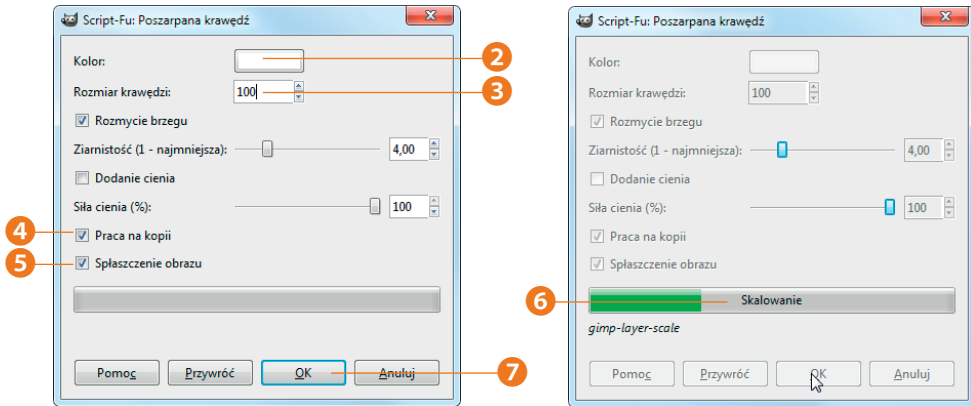 Script-Fu: Poszarpana krawędź
Kolor:
2
Rozmiar krawędzi:
100
3
Rozmycie brzegu
Ziarnistość (1 - najmniejsza):
4,00
Dodanie cienia
Siła cienia (%):
100
4
Praca na kopii
5
Spłaszczenie obrazu
Pomoc
Przywróć
OK
Anuluj
7
Script-Fu: Poszarpana krawędź
Kolor:
Rozmiar krawędzi:
100
Rozmycie brzegu
Ziarnistość (1 - najmniejsza):
4,00
Dodanie cienia
Siła cienia (%):
100
Praca na kopii
Spłaszczenie obrazu
6
Skalowanie
gimp-layer-scale
Pomoc
Przywróć
OK
Anuluj